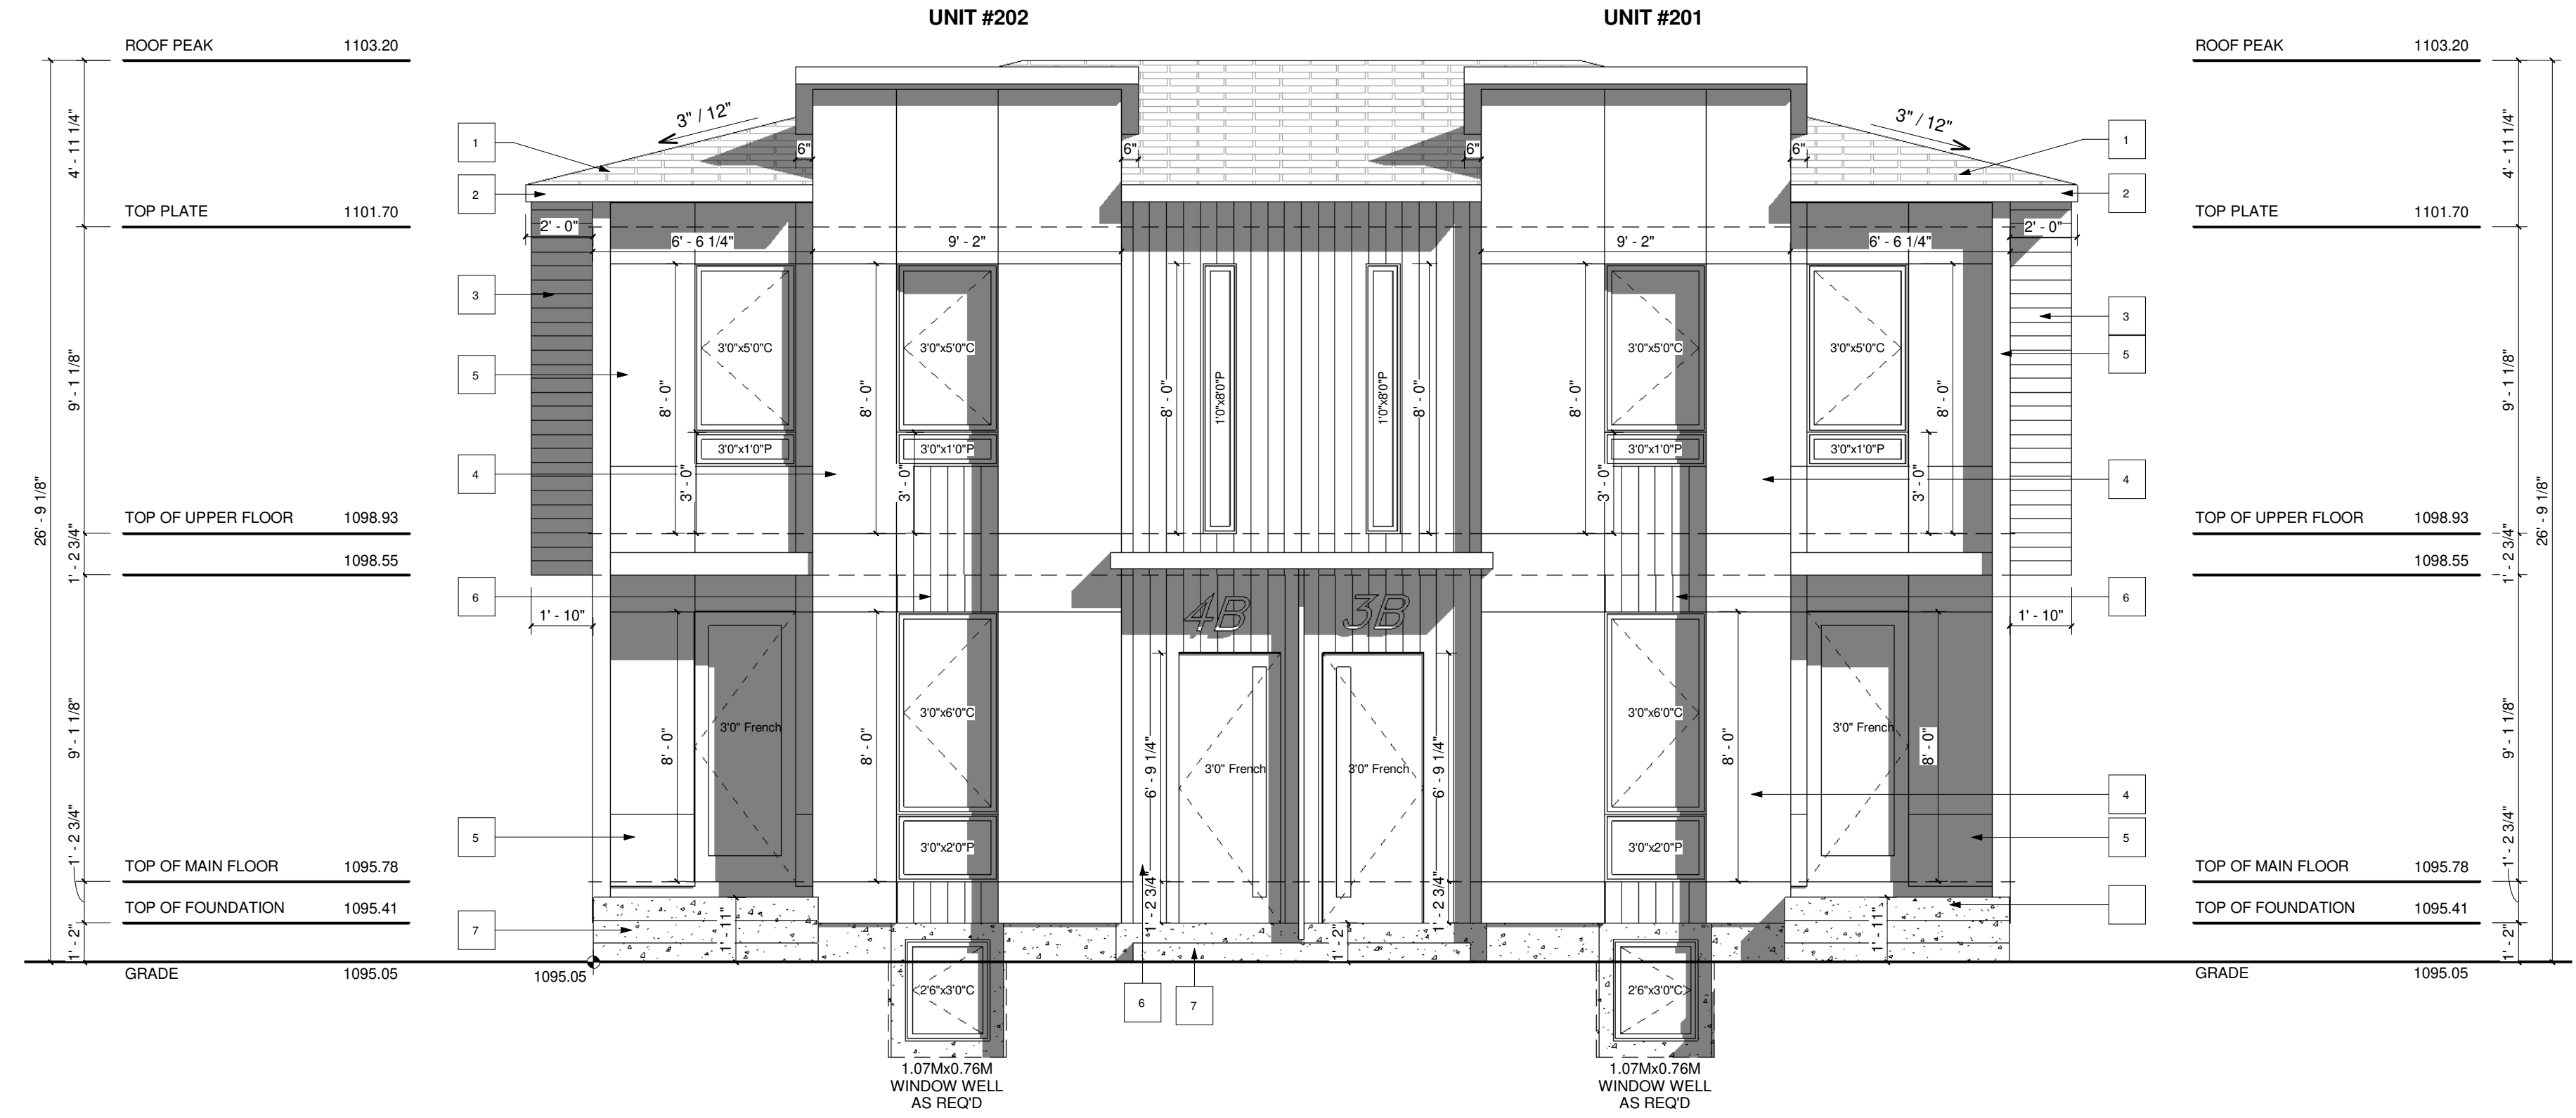 UNIT #202
UNIT #201
ROOF PEAK 1103.20
TOP PLATE 1101.70
TOP OF UPPER FLOOR 1098.93
1098.55
TOP OF MAIN FLOOR 1095.78
TOP OF FOUNDATION 1095.41
GRADE 1095.05
26' - 9 1/8"
4' - 11 1/4"
9' - 1 1/8"
1' - 2 3/4"
9' - 1 1/8"
1' - 2 3/4"
1' - 2"
1
2
3
5
4
6
5
7
3" / 12"
6"
6"
6"
6"
3" / 12"
2' - 0"
6' - 6 1/4"
9' - 2"
9' - 2"
6' - 6 1/4"
2' - 0"
8' - 0"
3'0"x5'0"C
3'0"x1'0"P
3' - 0"
8' - 0"
3'0"x5'0"C
3'0"x1'0"P
3' - 0"
8' - 0"
1'0"x8'0"P
1'0"x8'0"P
8' - 0"
8' - 0"
3'0"x5'0"C
3'0"x1'0"P
3' - 0"
3'0"x5'0"C
3'0"x1'0"P
8' - 0"
3' - 0"
1' - 10"
8' - 0"
3'0" French
8' - 0"
3'0"x6'0"C
3'0"x2'0"P
4B
3B
6' - 9 1/4"
3'0" French
3'0" French
6' - 9 1/4"
1' - 2 3/4"
1' - 2 3/4"
3'0"x6'0"C
3'0"x2'0"P
8' - 0"
3'0" French
8' - 0"
1' - 10"
1' - 11"
1' - 2"
1' - 11"
1095.05
2'6"x3'0"C
6
7
2'6"x3'0"C
1.07Mx0.76M
WINDOW WELL
AS REQ'D
1.07Mx0.76M
WINDOW WELL
AS REQ'D
1
2
3
5
4
6
4
5
ROOF PEAK 1103.20
TOP PLATE 1101.70
TOP OF UPPER FLOOR 1098.93
1098.55
TOP OF MAIN FLOOR 1095.78
TOP OF FOUNDATION 1095.41
GRADE 1095.05
4' - 11 1/4"
9' - 1 1/8"
1' - 2 3/4"
9' - 1 1/8"
1' - 2 3/4"
1' - 2"
26' - 9 1/8"